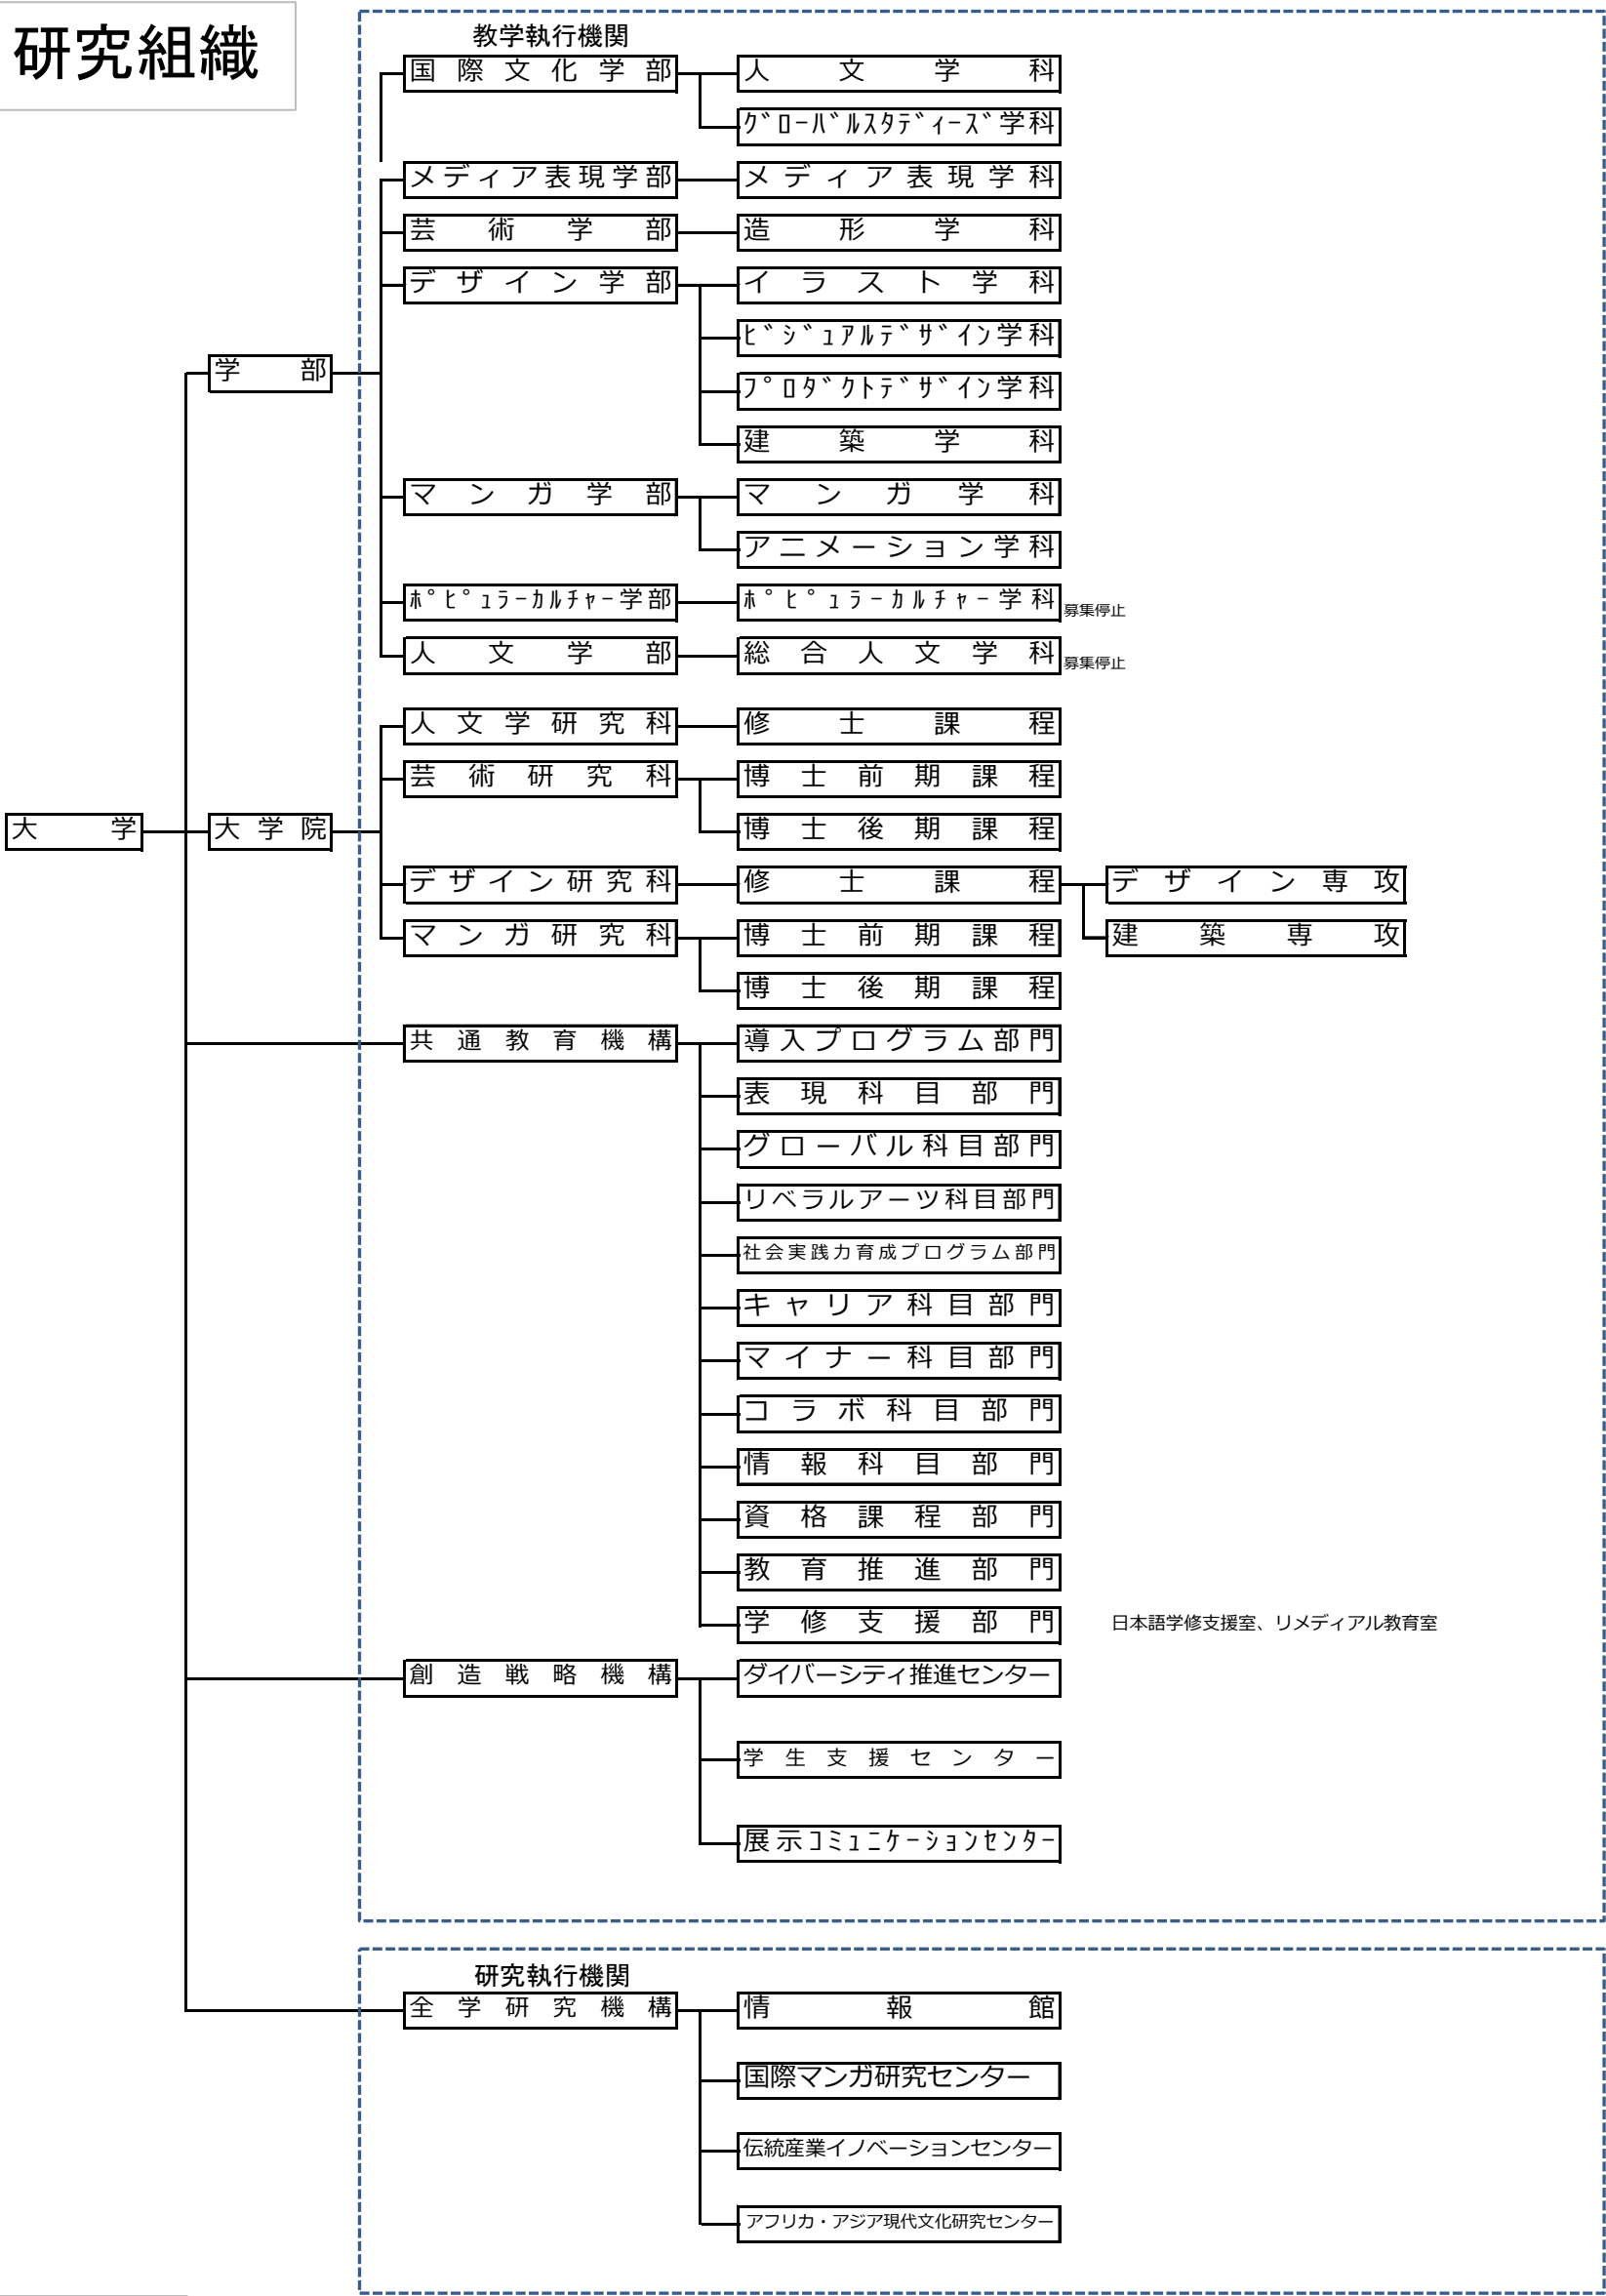 研究組織
教学執行機関
国際文化学部 人文学科
ｸﾞﾛｰﾊﾞﾙｽﾀﾃﾞｨｰｽﾞ学科
メディア表現学部 メディア表現学科
芸術学部 造形学科
デザイン学部 イラスト学科
ﾋﾞｼﾞｭｱﾙﾃﾞｻﾞｲﾝ学科
学部
ﾌﾟﾛﾀﾞｸﾄﾃﾞｻﾞｲﾝ学科
建築学科
マンガ学部 マンガ学科
アニメーション学科
ﾎﾟﾋﾟｭﾗｰｶﾙﾁｬｰ学部 ﾎﾟﾋﾟｭﾗｰｶﾙﾁｬｰ学科 募集停止
人文学部 総合人文学科 募集停止
人文学研究科 修士課程
芸術研究科 博士前期課程
大学 大学院 博士後期課程
デザイン研究科 修士課程 デザイン専攻
マンガ研究科 博士前期課程 建築専攻
博士後期課程
共通教育機構 導入プログラム部門
表現科目部門
グローバル科目部門
リベラルアーツ科目部門
社会実践力育成プログラム部門
キャリア科目部門
マイナー科目部門
コラボ科目部門
情報科目部門
資格課程部門
教育推進部門
学修支援部門 日本語学修支援室、リメディアル教育室
創造戦略機構 ダイバーシティ推進センター
学生支援センター
展示ｺﾐｭﾆｹｰｼｮﾝｾﾝﾀｰ
研究執行機関
全学研究機構 情報館
国際マンガ研究センター
伝統産業イノベーションセンター
アフリカ・アジア現代文化研究センター